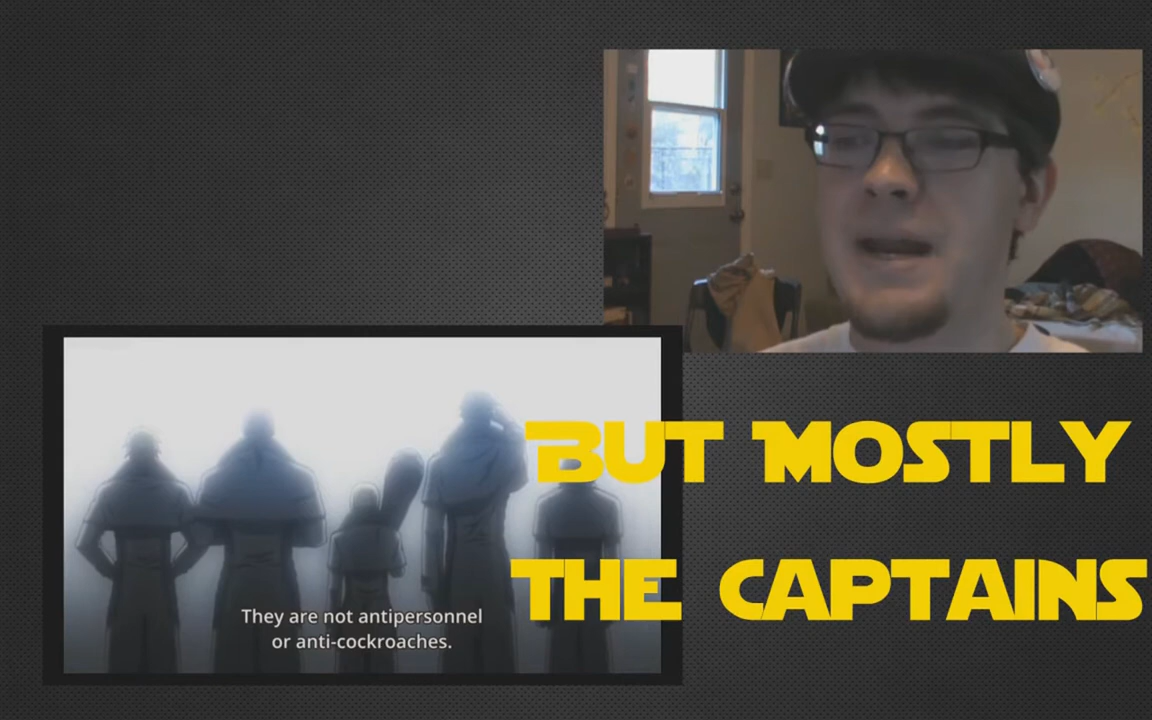 BUT MOSTLY
THE CAPTAINS
They are not antipersonnel
or anti-cockroaches.